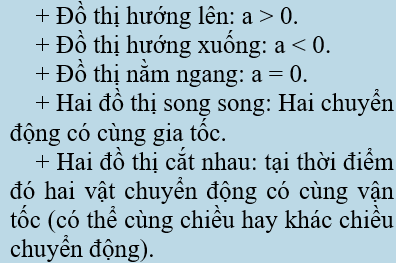 + Đồ thị hướng lên: a > 0.
+ Đồ thị hướng xuống: a < 0.
+ Đồ thị nằm ngang: a = 0.
+ Hai đồ thị song song: Hai chuyển
động có cùng gia tốc.
+ Hai đồ thị cắt nhau: tại thời điểm
đó hai vật chuyển động có cùng vận
tốc (có thể cùng chiều hay khác chiều
chuyển động).